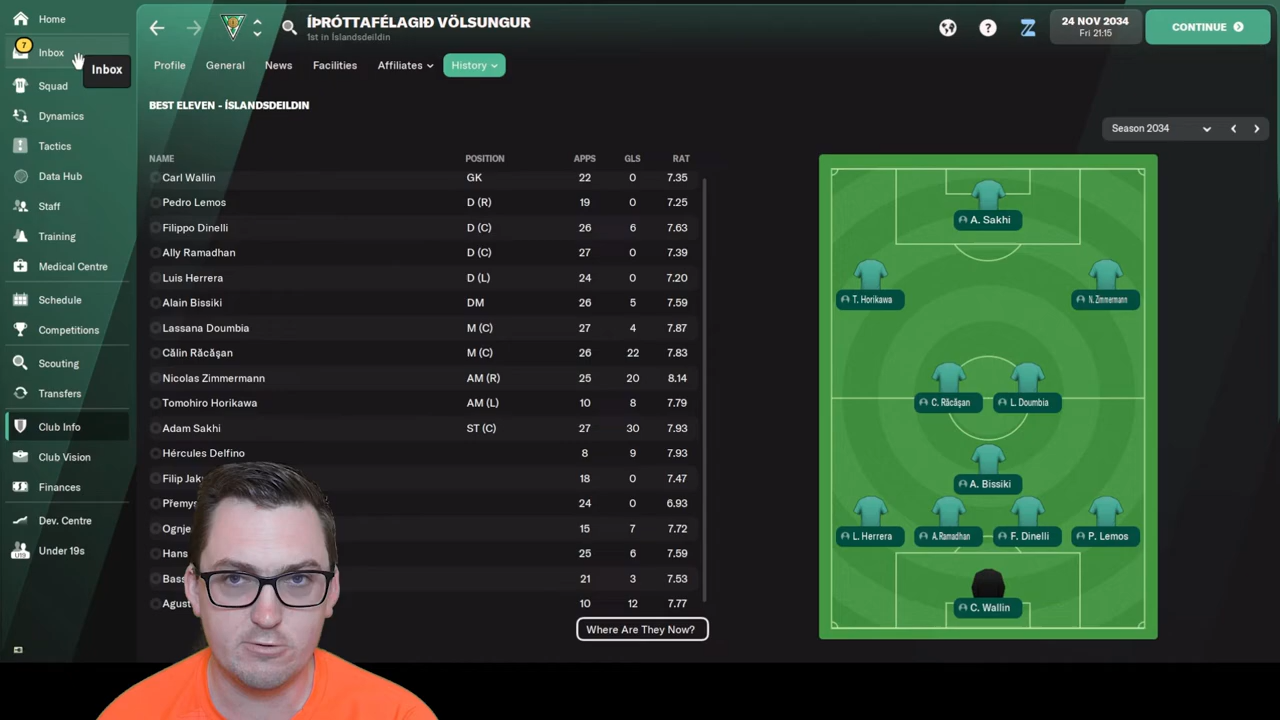 Home
Inbox
7
Inbox
Squad
Dynamics
Tactics
Data Hub
Staff
Training
Medical Centre
Schedule
Competitions
Scouting
Transfers
Club Info
Club Vision
Finances
Dev. Centre
Under 19s
U19
ÍÞRÓTTAFÉLAGIÐ VÖLSUNGUR
1st in Íslandsdeildin
24 NOV 2034
Fri 21:15
CONTINUE
Profile General News Facilities Affiliates History
BEST ELEVEN - ÍSLANDSDEILDIN
Season 2034
NAME POSITION APPS GLS RAT
Carl Wallin GK 22 0 7.35
Pedro Lemos D (R) 19 0 7.25
Filippo Dinelli D (C) 26 6 7.63
Ally Ramadhan D (C) 27 0 7.39
Luis Herrera D (L) 24 0 7.20
Alain Bissiki DM 26 5 7.59
Lassana Doumbia M (C) 27 4 7.87
Călin Răcăşan M (C) 26 22 7.83
Nicolas Zimmermann AM (R) 25 20 8.14
Tomohiro Horikawa AM (L) 10 8 7.79
Adam Sakhi ST (C) 27 30 7.93
Hércules Delfino 8 9 7.93
Filip 18 0 7.47
24 0 6.93
15 7 7.72
Hans 25 6 7.59
21 3 7.53
10 12 7.77
Where Are They Now?
A. Sakhi
T. Horikawa N. Zimmermann
C. Răcăşan L. Doumbia
A. Bissiki
L. Herrera A. Ramadhan F. Dinelli P. Lemos
C. Wallin